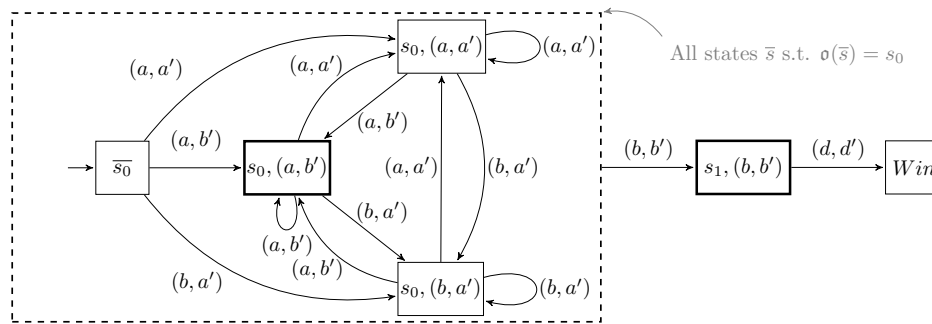 s₀, (a, a′)
(a, a′)
All states s̅ s.t. 𝔬(s̅) = s₀
(a, a′)
(a, a′)
(a, b′)
(a, b′)
(b, b′)
(d, d′)
s̅₀
s₀, (a, b′)
(a, a′)
(b, a′)
s₁, (b, b′)
Win
(b, a′)
(a, b′)
(a, b′)
(b, a′)
s₀, (b, a′)
(b, a′)